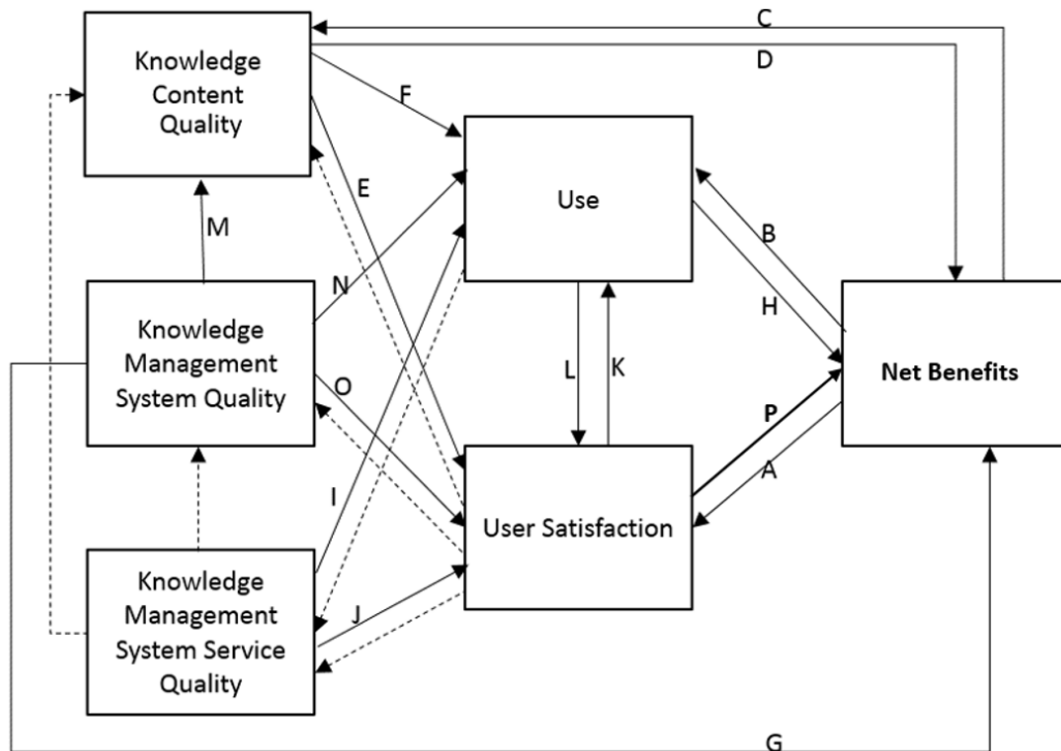 C
D
Knowledge
Content
Quality
F
E
Use
M
B
N
H
Knowledge
Management
System Quality
O
L
K
Net Benefits
P
A
I
User Satisfaction
Knowledge
Management
System Service
Quality
J
G